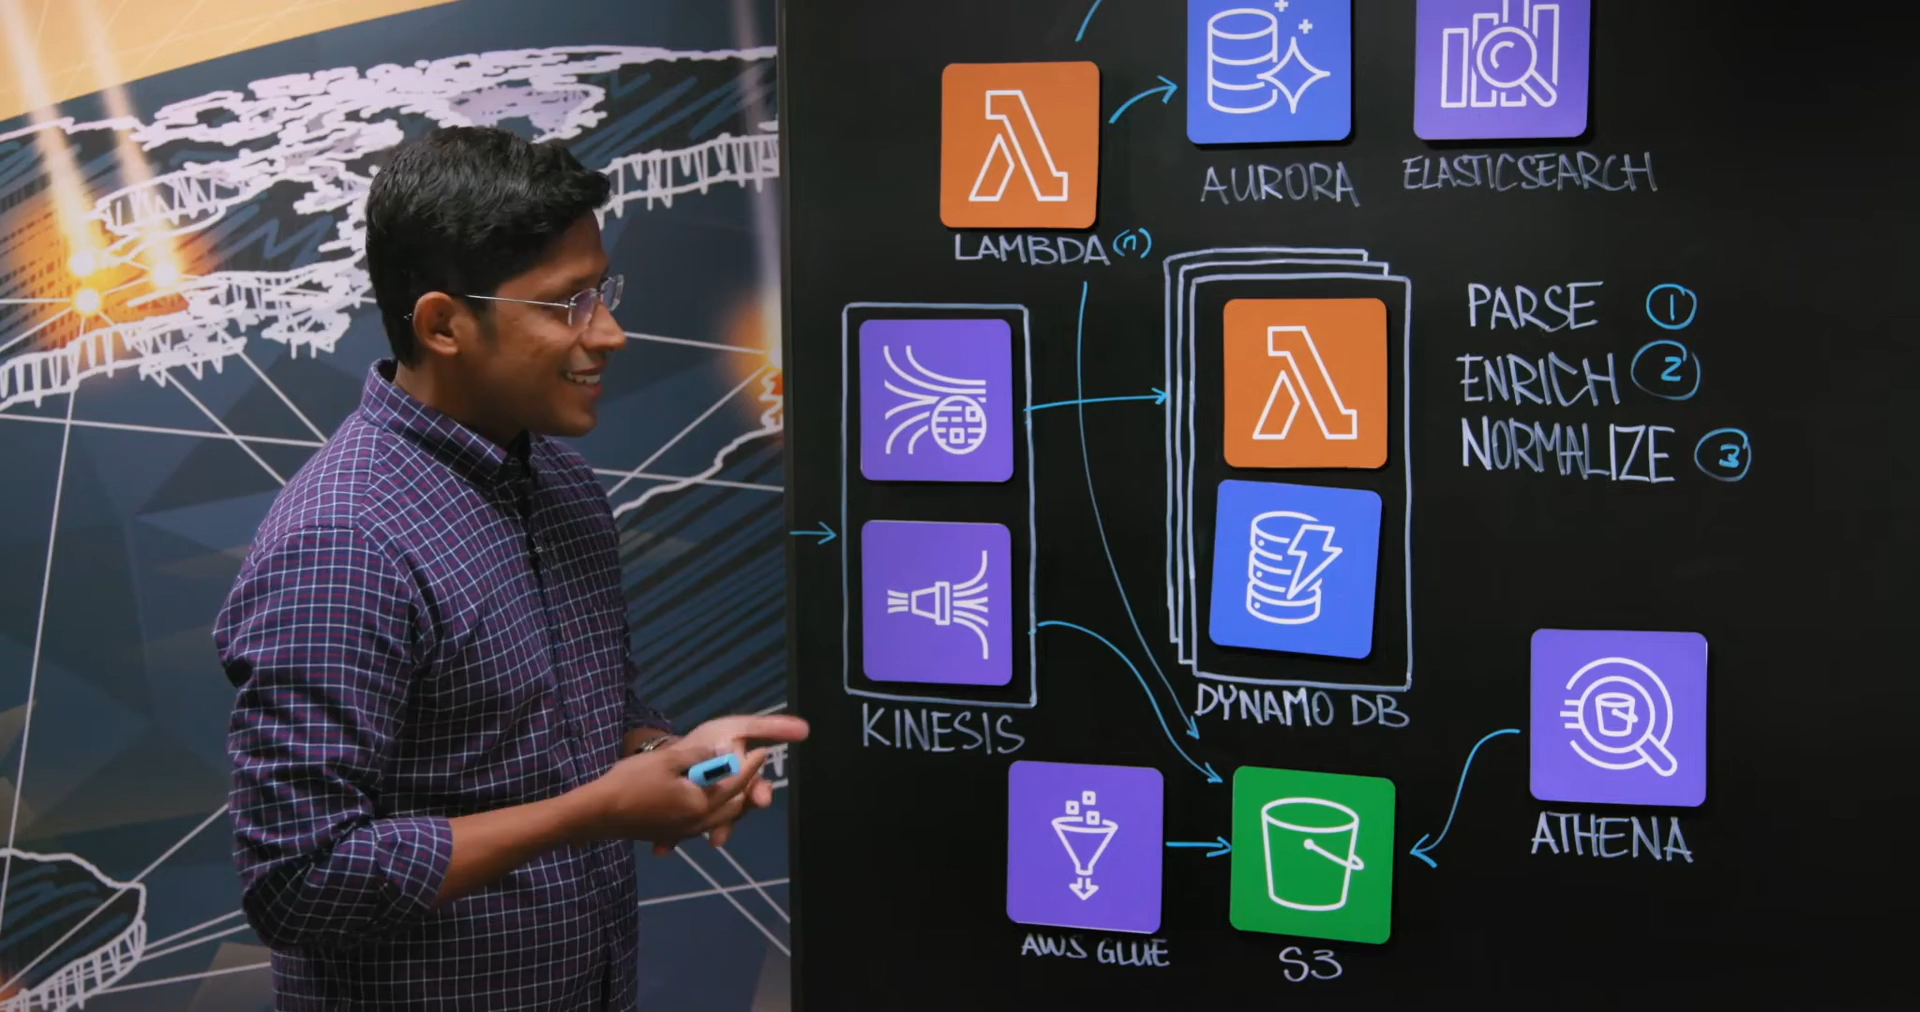 AURORA
ELASTICSEARCH
LAMBDA (n)
PARSE 1
ENRICH 2
NORMALIZE 3
KINESIS
DYNAMO DB
ATHENA
AWS GLUE
S3